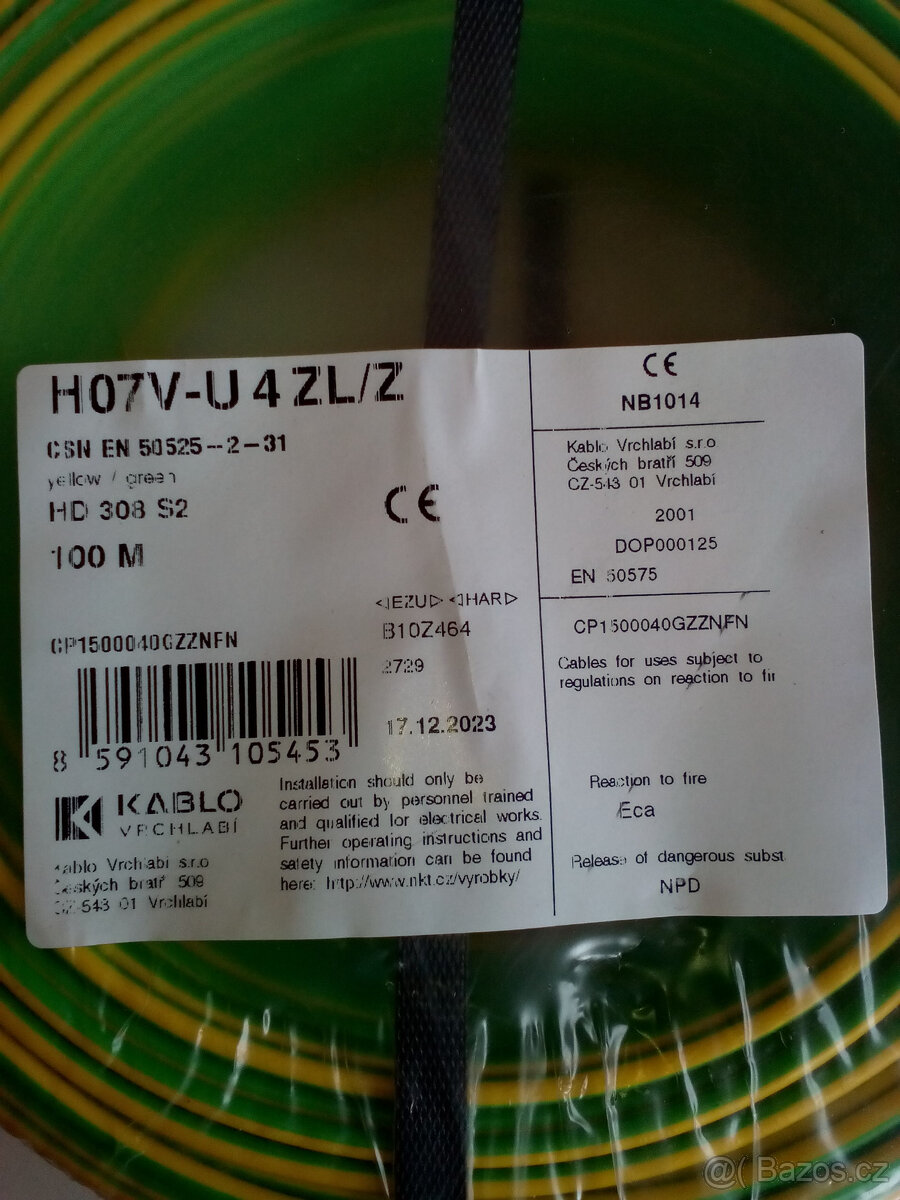 H07V-U 4 ZL/Z
CSN EN 50525--2-31
yellow / green
HD 308 S2
100 M
CE
◁EZU▷ ◁HAR▷
B10Z464
2729
17.12.2023
CP1500040GZZNFN
8 591043 105453
KABLO
VRCHLABÍ
Kablo Vrchlabí s.r.o
Českých bratří 509
CZ-543 01 Vrchlabí
Installation should only be
carried out by personnel trained
and qualified for electrical works.
Further operating instructions and
safety information can be found
here: http://www.nkt.cz/vyrobky/
CE
NB1014
Kablo Vrchlabí s.r.o
Českých bratří 509
CZ-543 01 Vrchlabí
2001
DOP000125
EN 50575
CP1500040GZZNFN
Cables for uses subject to
regulations on reaction to fir
Reaction to fire
Eca
Release of dangerous subst
NPD
@( Bazos.cz